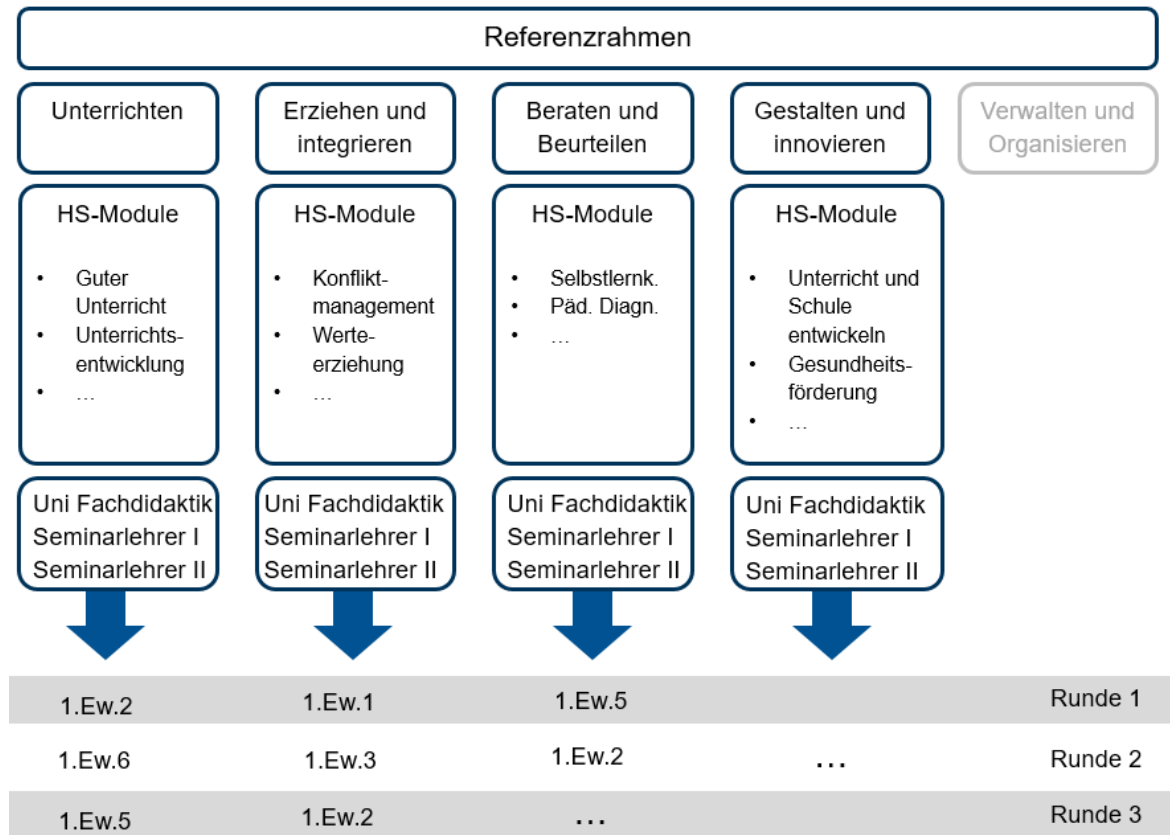 Referenzrahmen
Unterrichten
Erziehen und
integrieren
Beraten und
Beurteilen
Gestalten und
innovieren
Verwalten und
Organisieren
HS-Module
• Guter
Unterricht
• Unterrichts-
entwicklung
• …
HS-Module
• Konflikt-
management
• Werte-
erziehung
• …
HS-Module
• Selbstlernk.
• Päd. Diagn.
• …
HS-Module
• Unterricht und
Schule
entwickeln
• Gesundheits-
förderung
• …
Uni Fachdidaktik
Seminarlehrer I
Seminarlehrer II
Uni Fachdidaktik
Seminarlehrer I
Seminarlehrer II
Uni Fachdidaktik
Seminarlehrer I
Seminarlehrer II
Uni Fachdidaktik
Seminarlehrer I
Seminarlehrer II
1.Ew.2 1.Ew.1 1.Ew.5 Runde 1
1.Ew.6 1.Ew.3 1.Ew.2 … Runde 2
1.Ew.5 1.Ew.2 … Runde 3